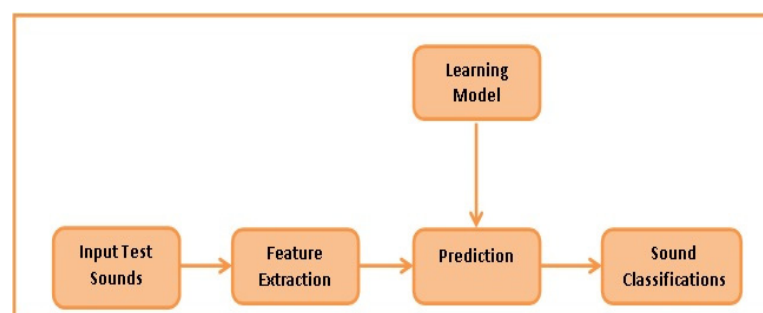 Learning
Model
Input Test
Sounds
Feature
Extraction
Prediction
Sound
Classifications